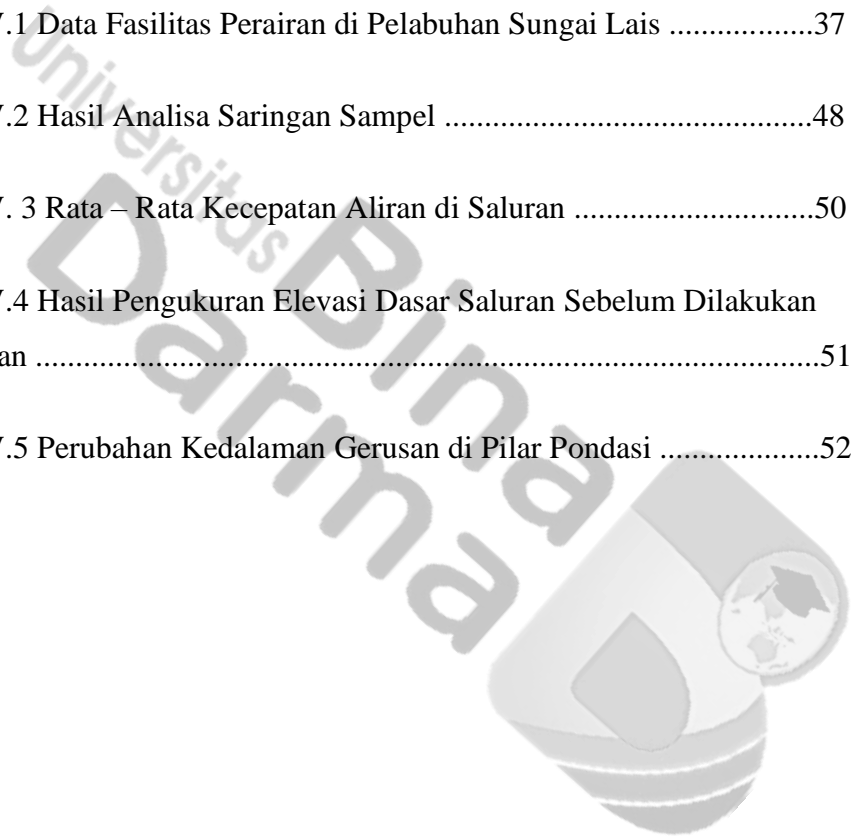 .1 Data Fasilitas Perairan di Pelabuhan Sungai Lais ..................37
.2 Hasil Analisa Saringan Sampel ..............................................48
. 3 Rata – Rata Kecepatan Aliran di Saluran ..............................50
.4 Hasil Pengukuran Elevasi Dasar Saluran Sebelum Dilakukan
an ..................................................................................................51
.5 Perubahan Kedalaman Gerusan di Pilar Pondasi ....................52
Universitas
Bina
Darma